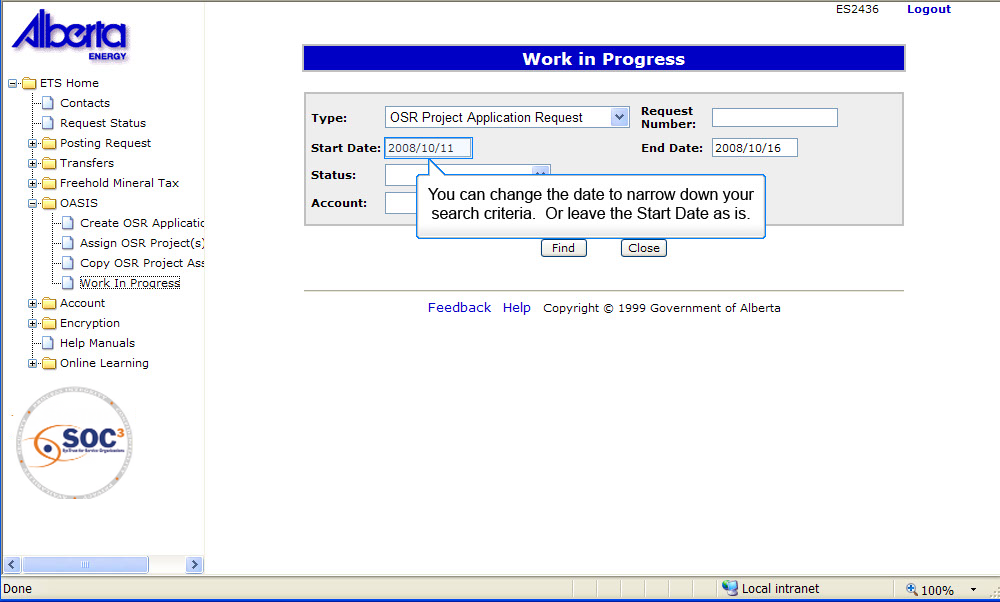 ES2436 Logout
Alberta
ENERGY
Work in Progress
ETS Home
Contacts
Request Status
Posting Request
Transfers
Freehold Mineral Tax
OASIS
Create OSR Applicatio
Assign OSR Project(s)
Copy OSR Project Ass
Work In Progress
Account
Encryption
Help Manuals
Online Learning
SOC3
Type: OSR Project Application Request Request Number:
Start Date: 2008/10/11 End Date: 2008/10/16
Status:
Account:
You can change the date to narrow down your
search criteria. Or leave the Start Date as is.
Find Close
Feedback Help Copyright © 1999 Government of Alberta
Done Local intranet 100%